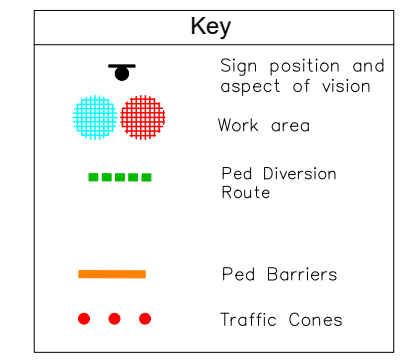 Key
Sign position and
aspect of vision
Work area
Ped Diversion
Route
Ped Barriers
Traffic Cones